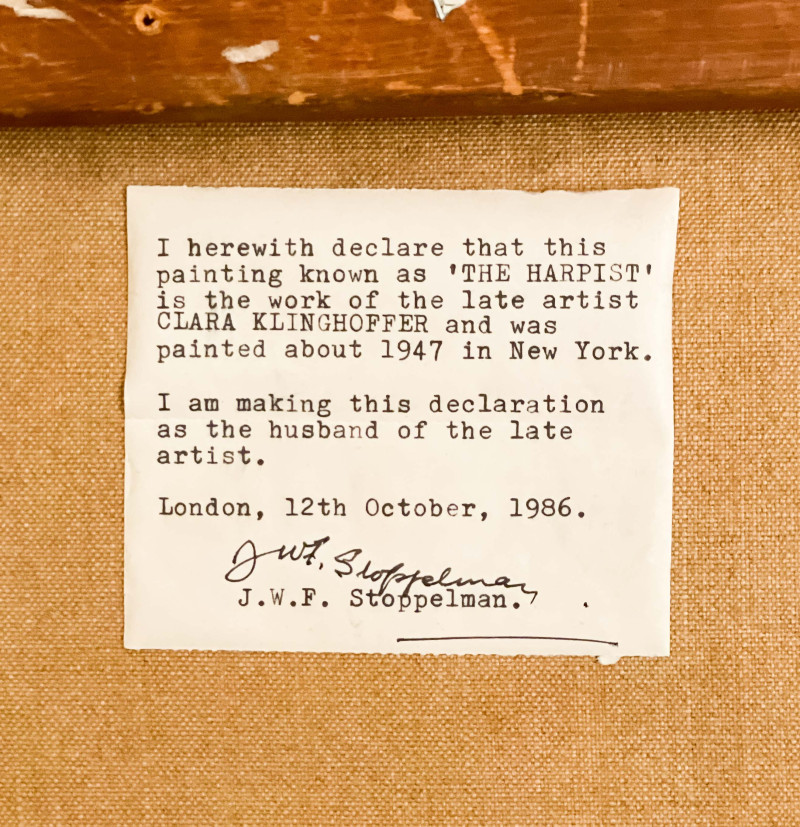 I herewith declare that this
painting known as 'THE HARPIST'
is the work of the late artist
CLARA KLINGHOFFER and was
painted about 1947 in New York.
I am making this declaration
as the husband of the late
artist.
London, 12th October, 1986.
J.W.F. Stoppelman
J.W.F. Stoppelman.